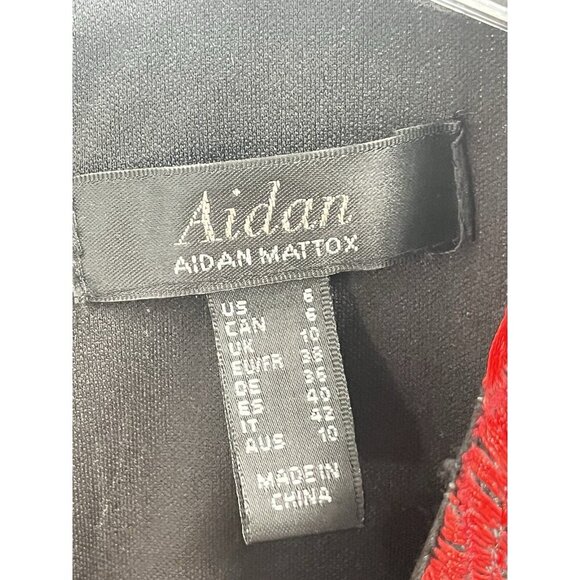 Aidan
AIDAN MATTOX
US 6
CAN 6
UK 10
EU/FR 38
DE 36
ES 40
IT 42
AUS 10
MADE IN
CHINA